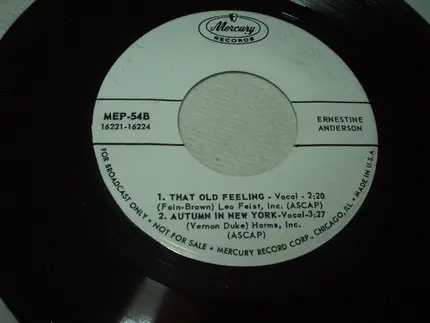 Mercury
RECORDS
MEP-54B
16221-16224
ERNESTINE
ANDERSON
1. THAT OLD FEELING - Vocal - 2:20
(Fain-Brown) Leo Feist, Inc. (ASCAP)
2. AUTUMN IN NEW YORK-Vocal-3:27
(Vernon Duke) Harms, Inc.
(ASCAP)
FOR BROADCAST ONLY • NOT FOR SALE • MERCURY RECORD CORP., CHICAGO, ILL. • MADE IN U.S.A.